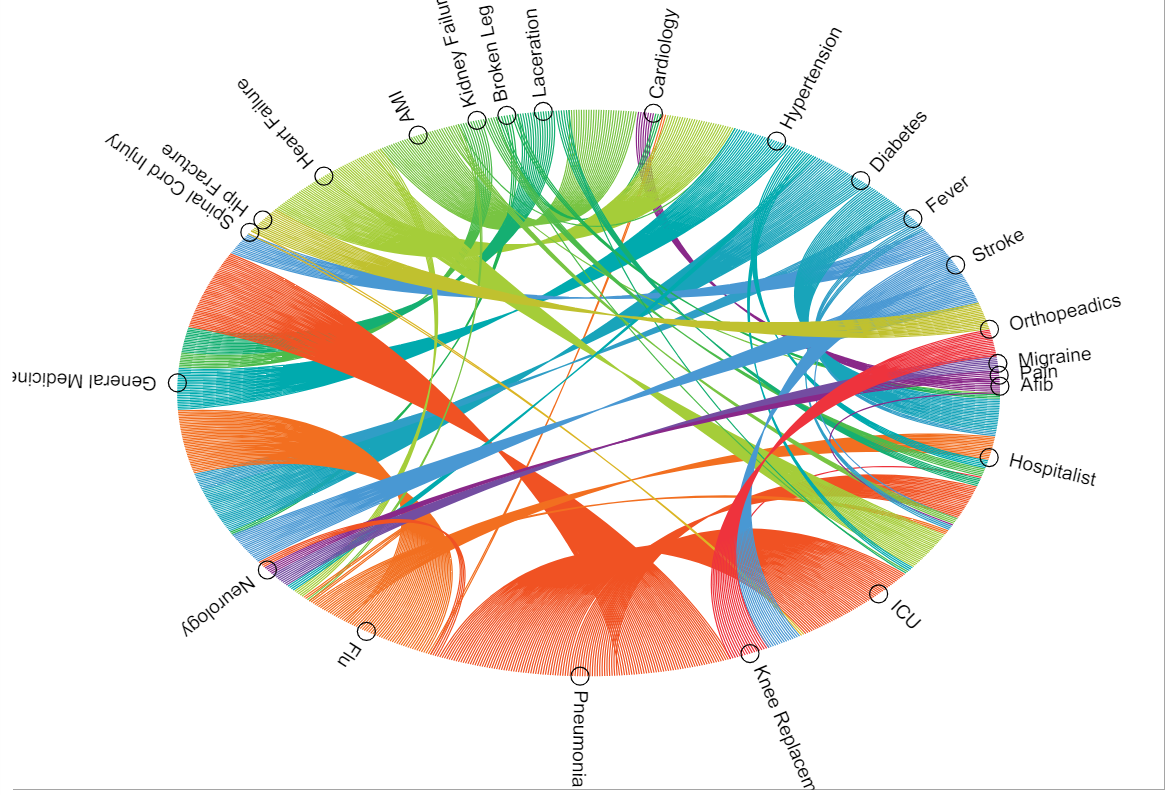 Kidney Failur
Broken Leg
Laceration
Cardiology
Hypertension
Diabetes
Fever
Stroke
Orthopeadics
Migraine
Pain
Afib
Hospitalist
ICU
Knee Replacem
Pneumonia
Flu
Neurology
General Medicine
Spinal Cord Injury
Hip Fracture
Heart Failure
AMI